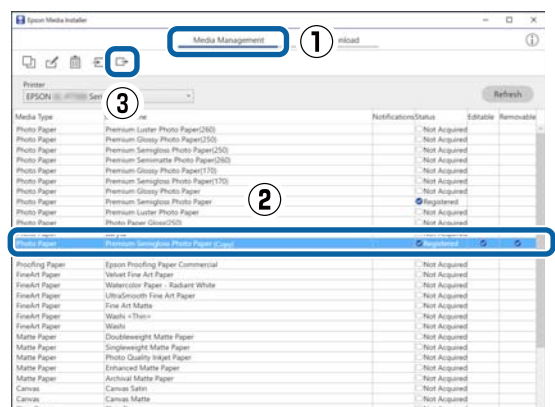 Epson Media Installer
Media Management
①
nload
③
Printer
EPSON Seri
Refresh
Media Type Notifications Status Editable Removable
Photo Paper Premium Luster Photo Paper(260) Not Acquired
Photo Paper Premium Glossy Photo Paper(250) Not Acquired
Photo Paper Premium Semigloss Photo Paper(250) Not Acquired
Photo Paper Premium Semimatte Photo Paper(260) Not Acquired
Photo Paper Premium Glossy Photo Paper(170) Not Acquired
Photo Paper Premium Semigloss Photo Paper(170) Not Acquired
Photo Paper Premium Glossy Photo Paper Not Acquired
Photo Paper Premium Semigloss Photo Paper Registered
Photo Paper Premium Luster Photo Paper Not Acquired
Photo Paper Photo Paper Gloss(250) Not Acquired
②
Photo Paper Premium Semigloss Photo Paper (Copy) Registered
Proofing Paper Epson Proofing Paper Commercial Not Acquired
FineArt Paper Velvet Fine Art Paper Not Acquired
FineArt Paper Watercolor Paper - Radiant White Not Acquired
FineArt Paper UltraSmooth Fine Art Paper Not Acquired
FineArt Paper Fine Art Matte Not Acquired
FineArt Paper Washi <Thin> Not Acquired
FineArt Paper Washi Not Acquired
Matte Paper Doubleweight Matte Paper Not Acquired
Matte Paper Singleweight Matte Paper Not Acquired
Matte Paper Photo Quality Inkjet Paper Not Acquired
Matte Paper Enhanced Matte Paper Not Acquired
Matte Paper Archival Matte Paper Not Acquired
Canvas Canvas Satin Not Acquired
Canvas Canvas Matte Not Acquired